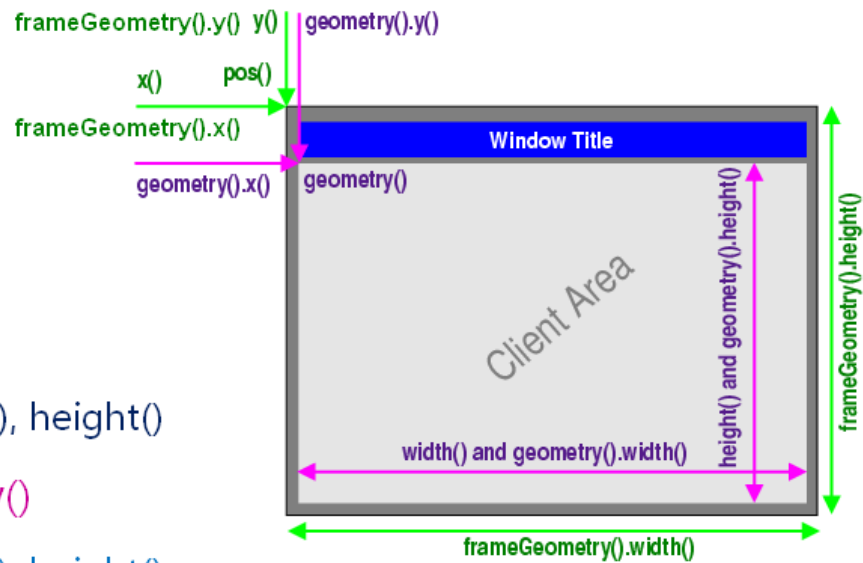 frameGeometry().y() y() geometry().y()
x() pos()
frameGeometry().x()
Window Title
geometry().x() geometry()
height() and geometry().height()
frameGeometry().height()
Client Area
), height()
width() and geometry().width()
()
frameGeometry().width()